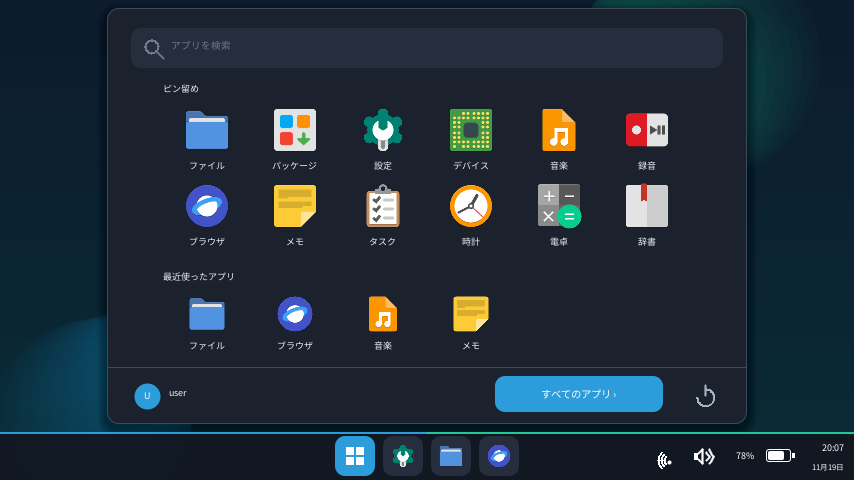 アプリを検索
ピン留め
ファイル パッケージ 設定 デバイス 音楽 録音
ブラウザ メモ タスク 時計 電卓 辞書
最近使ったアプリ
ファイル ブラウザ 音楽 メモ
U user すべてのアプリ ›
78% 20:07
11月19日